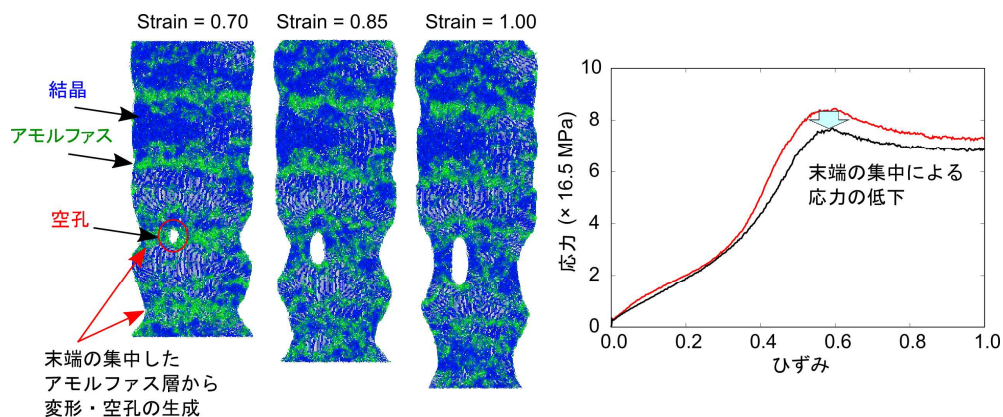 Strain = 0.70
Strain = 0.85
Strain = 1.00
結晶
アモルファス
空孔
末端の集中した
アモルファス層から
変形・空孔の生成
応力 (× 16.5 MPa)
10
8
6
4
2
0
末端の集中による
応力の低下
0.0
0.2
0.4
0.6
0.8
1.0
ひずみ